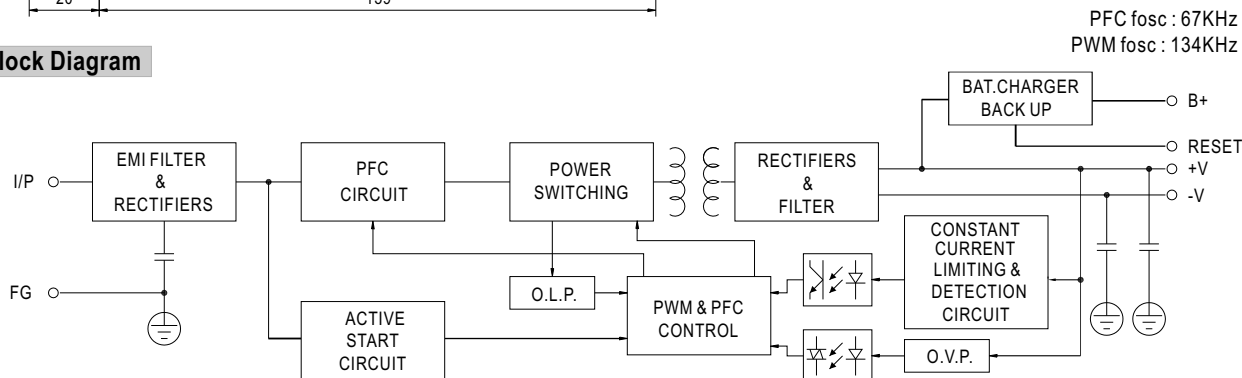 PFC fosc : 67KHz
PWM fosc : 134KHz
lock Diagram
BAT.CHARGER
BACK UP
B+
RESET
+V
-V
I/P
EMI FILTER
&
RECTIFIERS
PFC
CIRCUIT
POWER
SWITCHING
RECTIFIERS
&
FILTER
FG
ACTIVE
START
CIRCUIT
O.L.P.
PWM & PFC
CONTROL
CONSTANT
CURRENT
LIMITING &
DETECTION
CIRCUIT
O.V.P.